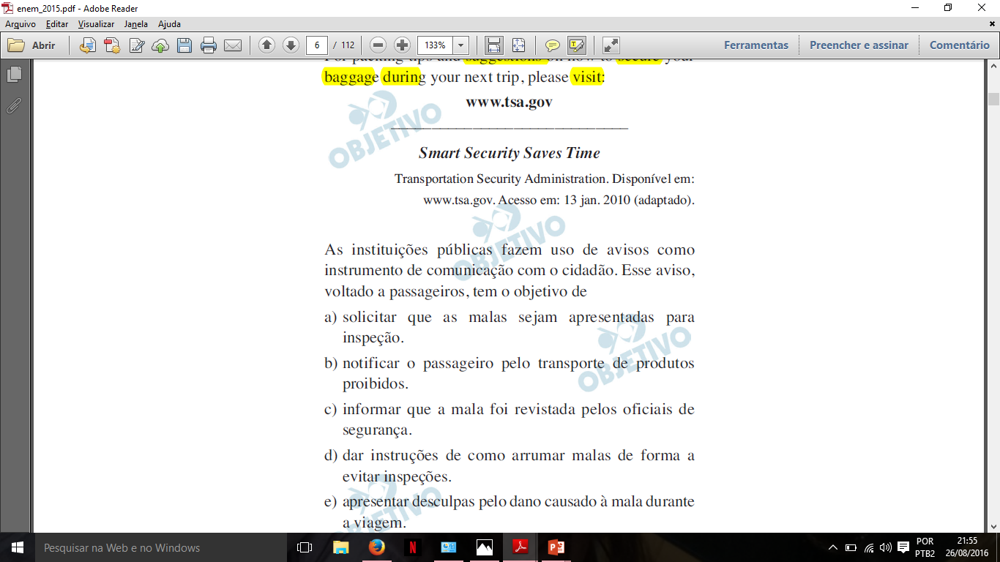 enem_2015.pdf - Adobe Reader
Arquivo Editar Visualizar Janela Ajuda
Abrir 6 / 112 133% Ferramentas Preencher e assinar Comentário
For packing tips and suggestions on how to secure your
baggage during your next trip, please visit:
www.tsa.gov
Smart Security Saves Time
Transportation Security Administration. Disponível em:
www.tsa.gov. Acesso em: 13 jan. 2010 (adaptado).
As instituições públicas fazem uso de avisos como
instrumento de comunicação com o cidadão. Esse aviso,
voltado a passageiros, tem o objetivo de
a) solicitar que as malas sejam apresentadas para
inspeção.
b) notificar o passageiro pelo transporte de produtos
proibidos.
c) informar que a mala foi revistada pelos oficiais de
segurança.
d) dar instruções de como arrumar malas de forma a
evitar inspeções.
e) apresentar desculpas pelo dano causado à mala durante
a viagem.
OBJETIVO
OBJETIVO
OBJETIVO
OBJETIVO
Pesquisar na Web e no Windows
POR
PTB2
21:55
26/08/2016